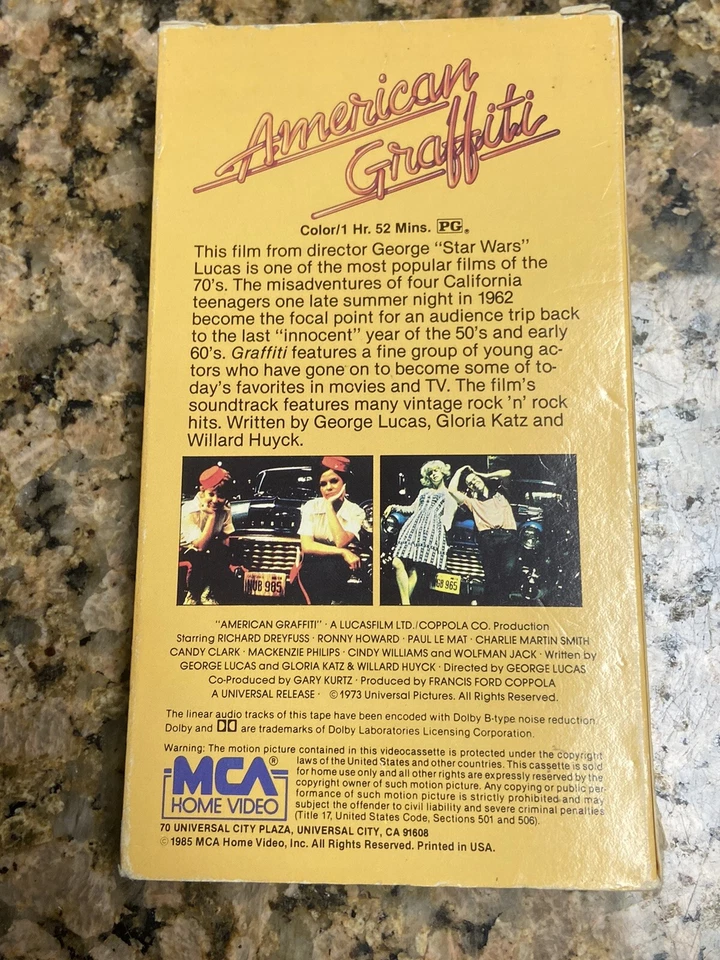 American
Graffiti
Color/1 Hr. 52 Mins. PG®
This film from director George "Star Wars"
Lucas is one of the most popular films of the
70's. The misadventures of four California
teenagers one late summer night in 1962
become the focal point for an audience trip back
to the last "innocent" year of the 50's and early
60's. Graffiti features a fine group of young ac-
tors who have gone on to become some of to-
day's favorites in movies and TV. The film's
soundtrack features many vintage rock 'n' rock
hits. Written by George Lucas, Gloria Katz and
Willard Huyck.
"AMERICAN GRAFFITI" · A LUCASFILM LTD./COPPOLA CO. Production
Starring RICHARD DREYFUSS · RONNY HOWARD · PAUL LE MAT · CHARLIE MARTIN SMITH
CANDY CLARK · MACKENZIE PHILIPS · CINDY WILLIAMS and WOLFMAN JACK · Written by
GEORGE LUCAS and GLORIA KATZ & WILLARD HUYCK · Directed by GEORGE LUCAS
Co-Produced by GARY KURTZ · Produced by FRANCIS FORD COPPOLA
A UNIVERSAL RELEASE · ©1973 Universal Pictures. All Rights Reserved.
The linear audio tracks of this tape have been encoded with Dolby B-type noise reduction.
Dolby and are trademarks of Dolby Laboratories Licensing Corporation.
Warning: The motion picture contained in this videocassette is protected under the copyright
laws of the United States and other countries. This cassette is sold
for home use only and all other rights are expressly reserved by the
copyright owner of such motion picture. Any copying or public per-
formance of such motion picture is strictly prohibited and may
subject the offender to civil liability and severe criminal penalties
(Title 17, United States Code, Sections 501 and 506).
MCA®
HOME VIDEO
70 UNIVERSAL CITY PLAZA, UNIVERSAL CITY, CA 91608
©1985 MCA Home Video, Inc. All Rights Reserved. Printed in USA.